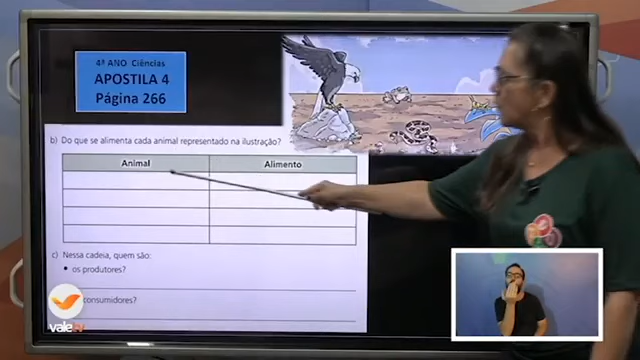 4º ANO Ciências
APOSTILA 4
Página 266
b) Do que se alimenta cada animal representado na ilustração?
Animal
Alimento
c) Nessa cadeia, quem são:
• os produtores?
consumidores?
vale tv